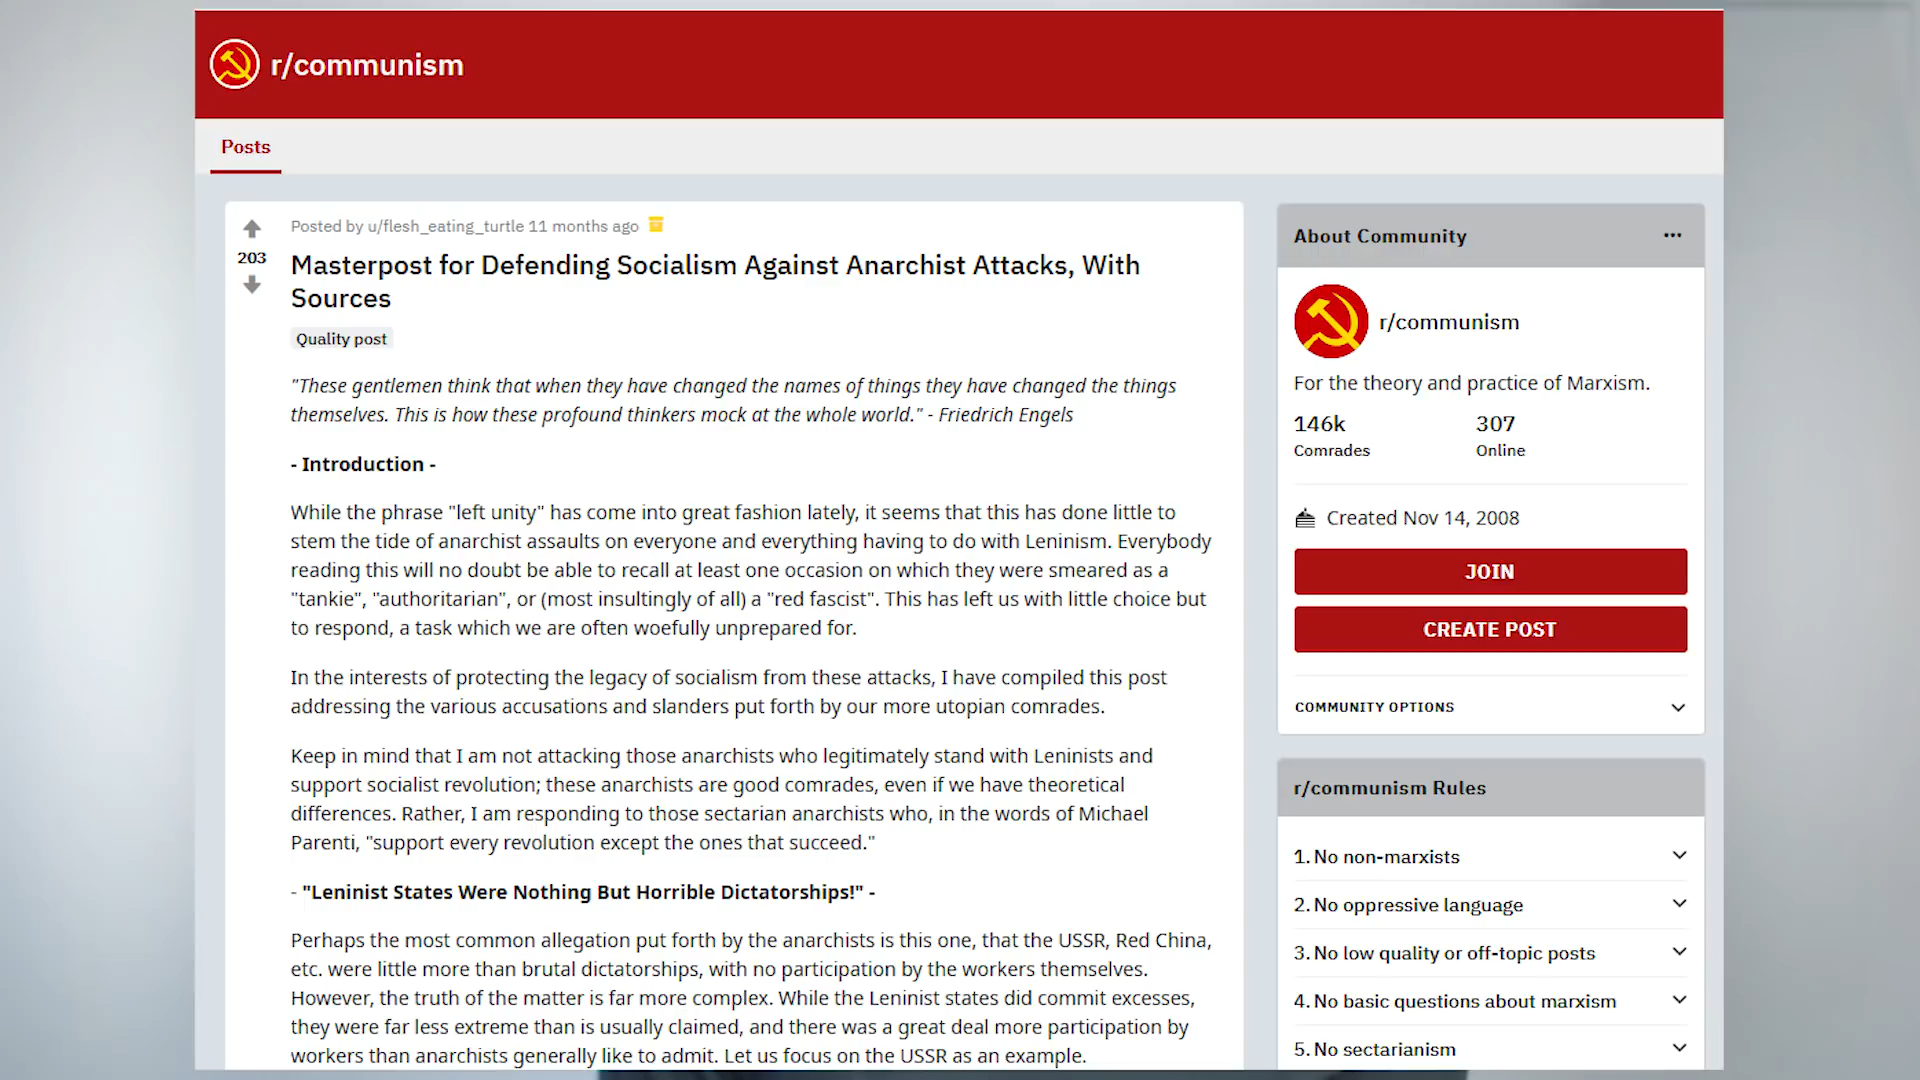 r/communism
Posts
Posted by u/flesh_eating_turtle 11 months ago
203
Masterpost for Defending Socialism Against Anarchist Attacks, With
Sources
Quality post
"These gentlemen think that when they have changed the names of things they have changed the things
themselves. This is how these profound thinkers mock at the whole world." - Friedrich Engels
- Introduction -
While the phrase "left unity" has come into great fashion lately, it seems that this has done little to
stem the tide of anarchist assaults on everyone and everything having to do with Leninism. Everybody
reading this will no doubt be able to recall at least one occasion on which they were smeared as a
"tankie", "authoritarian", or (most insultingly of all) a "red fascist". This has left us with little choice but
to respond, a task which we are often woefully unprepared for.
In the interests of protecting the legacy of socialism from these attacks, I have compiled this post
addressing the various accusations and slanders put forth by our more utopian comrades.
Keep in mind that I am not attacking those anarchists who legitimately stand with Leninists and
support socialist revolution; these anarchists are good comrades, even if we have theoretical
differences. Rather, I am responding to those sectarian anarchists who, in the words of Michael
Parenti, "support every revolution except the ones that succeed."
- "Leninist States Were Nothing But Horrible Dictatorships!" -
Perhaps the most common allegation put forth by the anarchists is this one, that the USSR, Red China,
etc. were little more than brutal dictatorships, with no participation by the workers themselves.
However, the truth of the matter is far more complex. While the Leninist states did commit excesses,
they were far less extreme than is usually claimed, and there was a great deal more participation by
workers than anarchists generally like to admit. Let us focus on the USSR as an example.
About Community
r/communism
For the theory and practice of Marxism.
146k 307
Comrades Online
Created Nov 14, 2008
JOIN
CREATE POST
COMMUNITY OPTIONS
r/communism Rules
1. No non-marxists
2. No oppressive language
3. No low quality or off-topic posts
4. No basic questions about marxism
5. No sectarianism